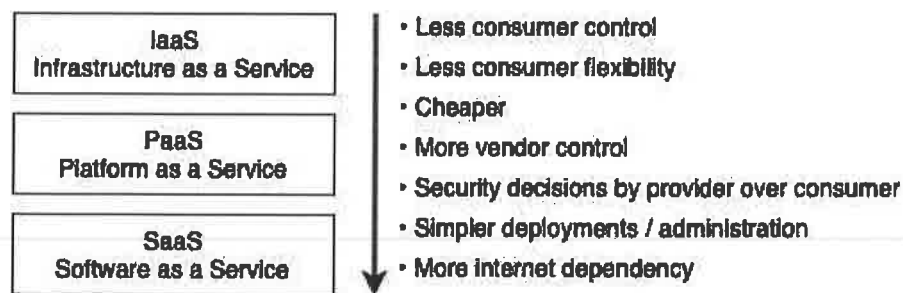 IaaS
Infrastructure as a Service
PaaS
Platform as a Service
SaaS
Software as a Service
• Less consumer control
• Less consumer flexibility
• Cheaper
• More vendor control
• Security decisions by provider over consumer
• Simpler deployments / administration
• More internet dependency